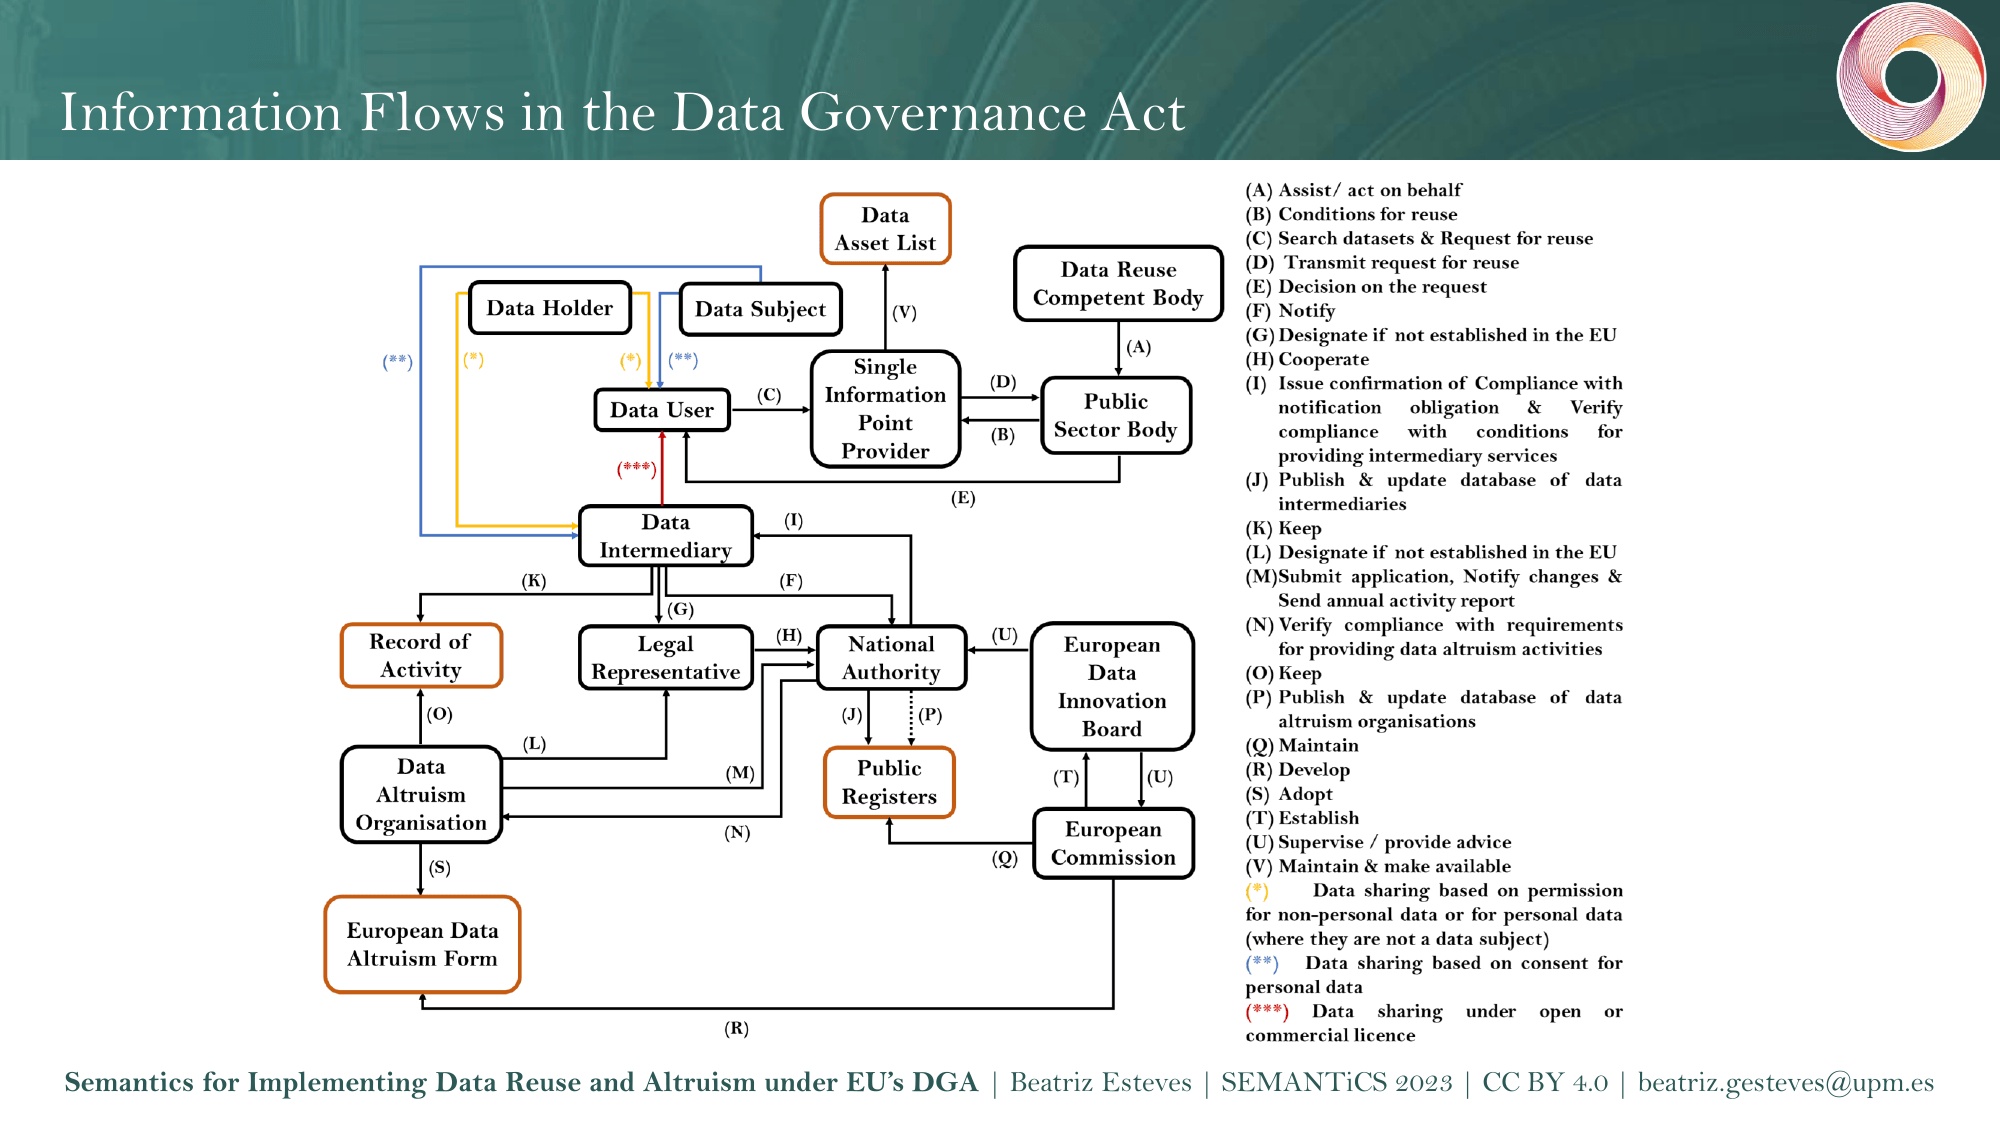 Information Flows in the Data Governance Act
Data
Asset List
Data Reuse
Competent Body
Data Holder
Data Subject
(V)
(A)
(**)
(*)
(*)
(**)
Single
Information
Point
Provider
(D)
(B)
Public
Sector Body
Data User
(C)
(***)
(E)
Data
Intermediary
(I)
(K)
(F)
(G)
Record of
Activity
Legal
Representative
(H)
National
Authority
(U)
European
Data
Innovation
Board
(O)
(L)
(J)
(P)
Data
Altruism
Organisation
(M)
(N)
Public
Registers
(T)
(U)
(Q)
European
Commission
(S)
European Data
Altruism Form
(R)
(A) Assist/ act on behalf
(B) Conditions for reuse
(C) Search datasets & Request for reuse
(D) Transmit request for reuse
(E) Decision on the request
(F) Notify
(G) Designate if not established in the EU
(H) Cooperate
(I) Issue confirmation of Compliance with
notification obligation & Verify
compliance with conditions for
providing intermediary services
(J) Publish & update database of data
intermediaries
(K) Keep
(L) Designate if not established in the EU
(M)Submit application, Notify changes &
Send annual activity report
(N) Verify compliance with requirements
for providing data altruism activities
(O) Keep
(P) Publish & update database of data
altruism organisations
(Q) Maintain
(R) Develop
(S) Adopt
(T) Establish
(U) Supervise / provide advice
(V) Maintain & make available
(*) Data sharing based on permission
for non-personal data or for personal data
(where they are not a data subject)
(**) Data sharing based on consent for
personal data
(***) Data sharing under open or
commercial licence
Semantics for Implementing Data Reuse and Altruism under EU's DGA | Beatriz Esteves | SEMANTiCS 2023 | CC BY 4.0 | beatriz.gesteves@upm.es